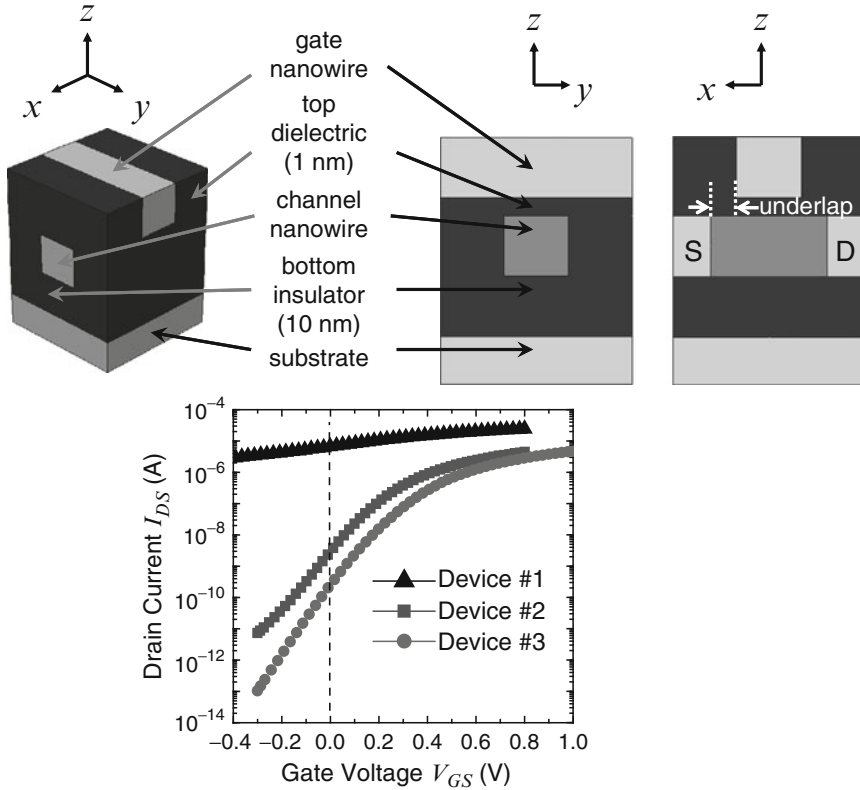 z
x
y
gate
nanowire
top
dielectric
(1 nm)
channel
nanowire
bottom
insulator
(10 nm)
substrate
z
y
z
x
underlap
S
D
Drain Current I_DS (A)
10⁻⁴
10⁻⁶
10⁻⁸
10⁻¹⁰
10⁻¹²
10⁻¹⁴
Device #1
Device #2
Device #3
−0.4 −0.2 0.0 0.2 0.4 0.6 0.8 1.0
Gate Voltage V_GS (V)